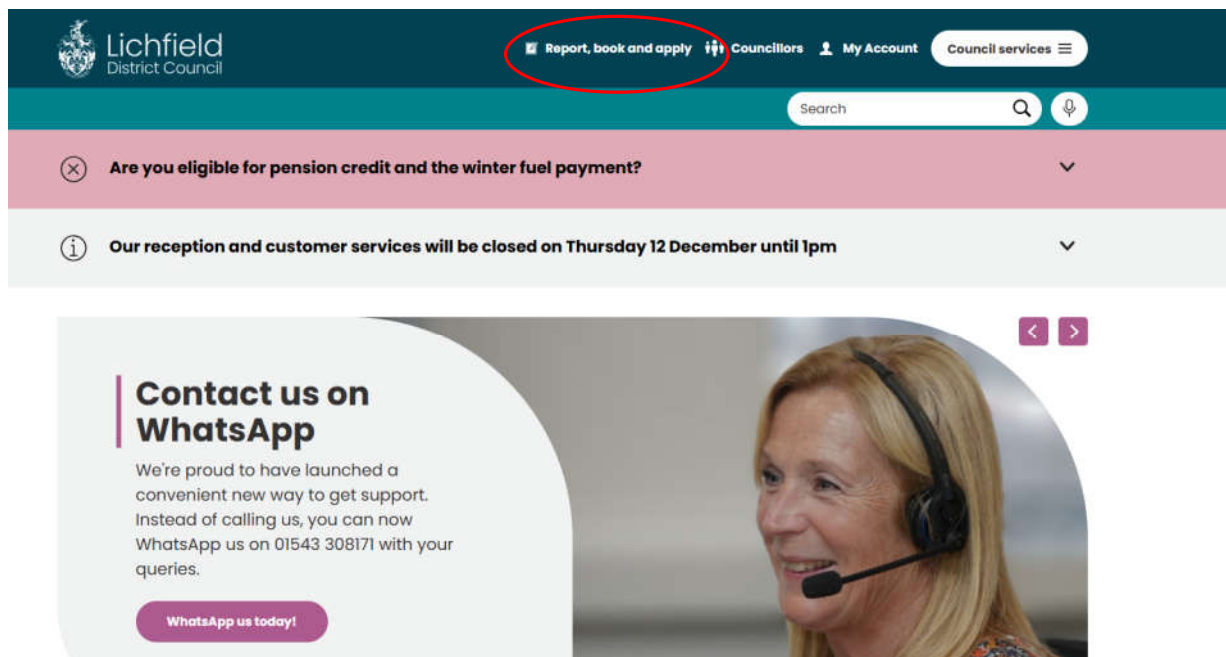 Lichfield
District Council
Report, book and apply
Councillors
My Account
Council services
Search
Are you eligible for pension credit and the winter fuel payment?
Our reception and customer services will be closed on Thursday 12 December until 1pm
Contact us on
WhatsApp
We're proud to have launched a
convenient new way to get support.
Instead of calling us, you can now
WhatsApp us on 01543 308171 with your
queries.
WhatsApp us today!